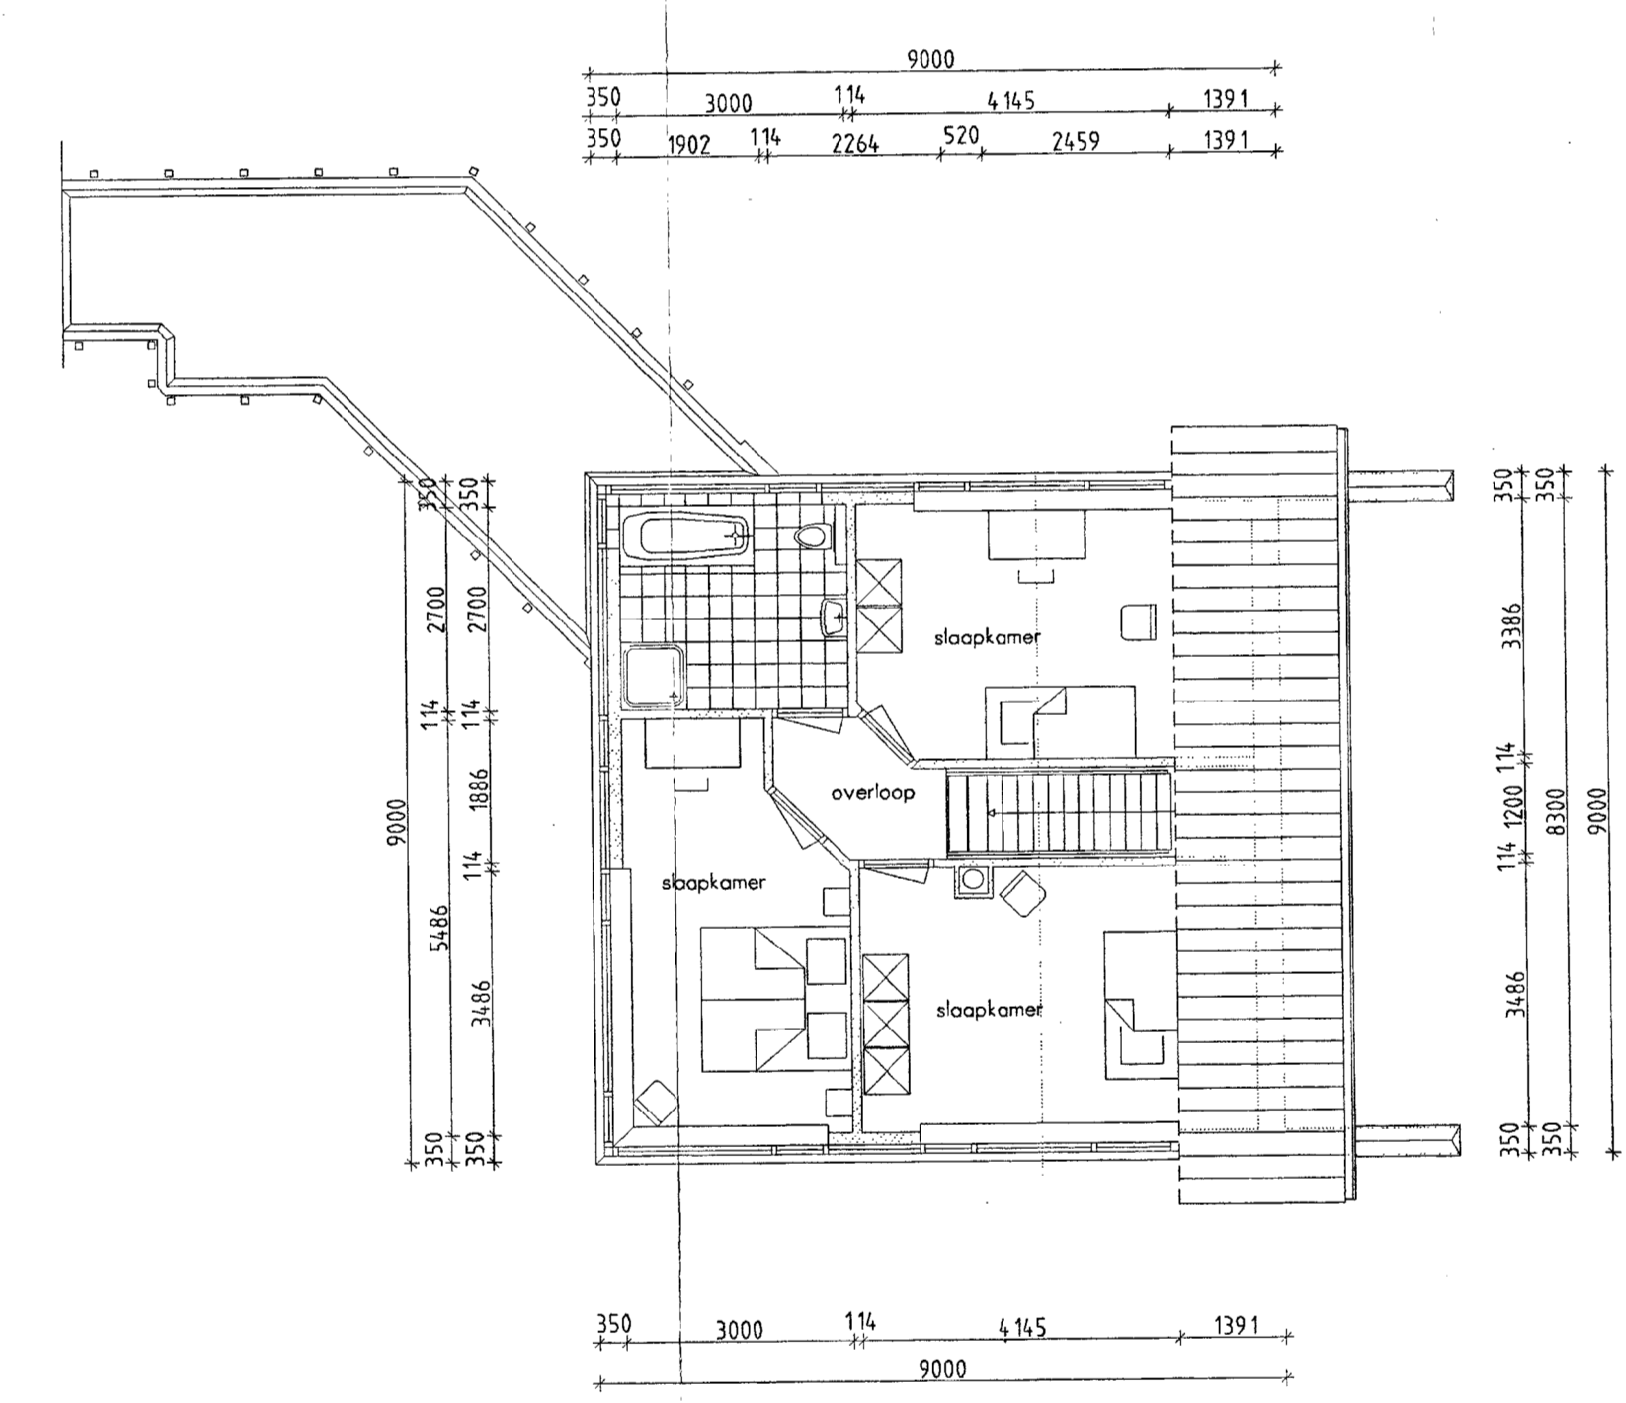 9000
350 3000 114 4145 1391
350 1902 114 2264 520 2459 1391
350 350 350 350
2700 2700 slaapkamer 3386
114 114
9000 1886 overloop 114 1200 114 8300 9000
114 slaapkamer
5486 3486 slaapkamer 3486
350 350 350 350
350 3000 114 4145 1391
9000